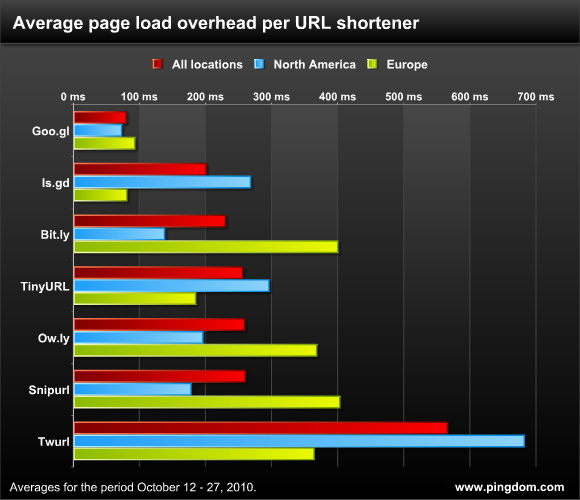 Average page load overhead per URL shortener
All locations North America Europe
0 ms 100 ms 200 ms 300 ms 400 ms 500 ms 600 ms 700 ms
Goo.gl
Is.gd
Bit.ly
TinyURL
Ow.ly
Snipurl
Twurl
Averages for the period October 12 - 27, 2010. www.pingdom.com